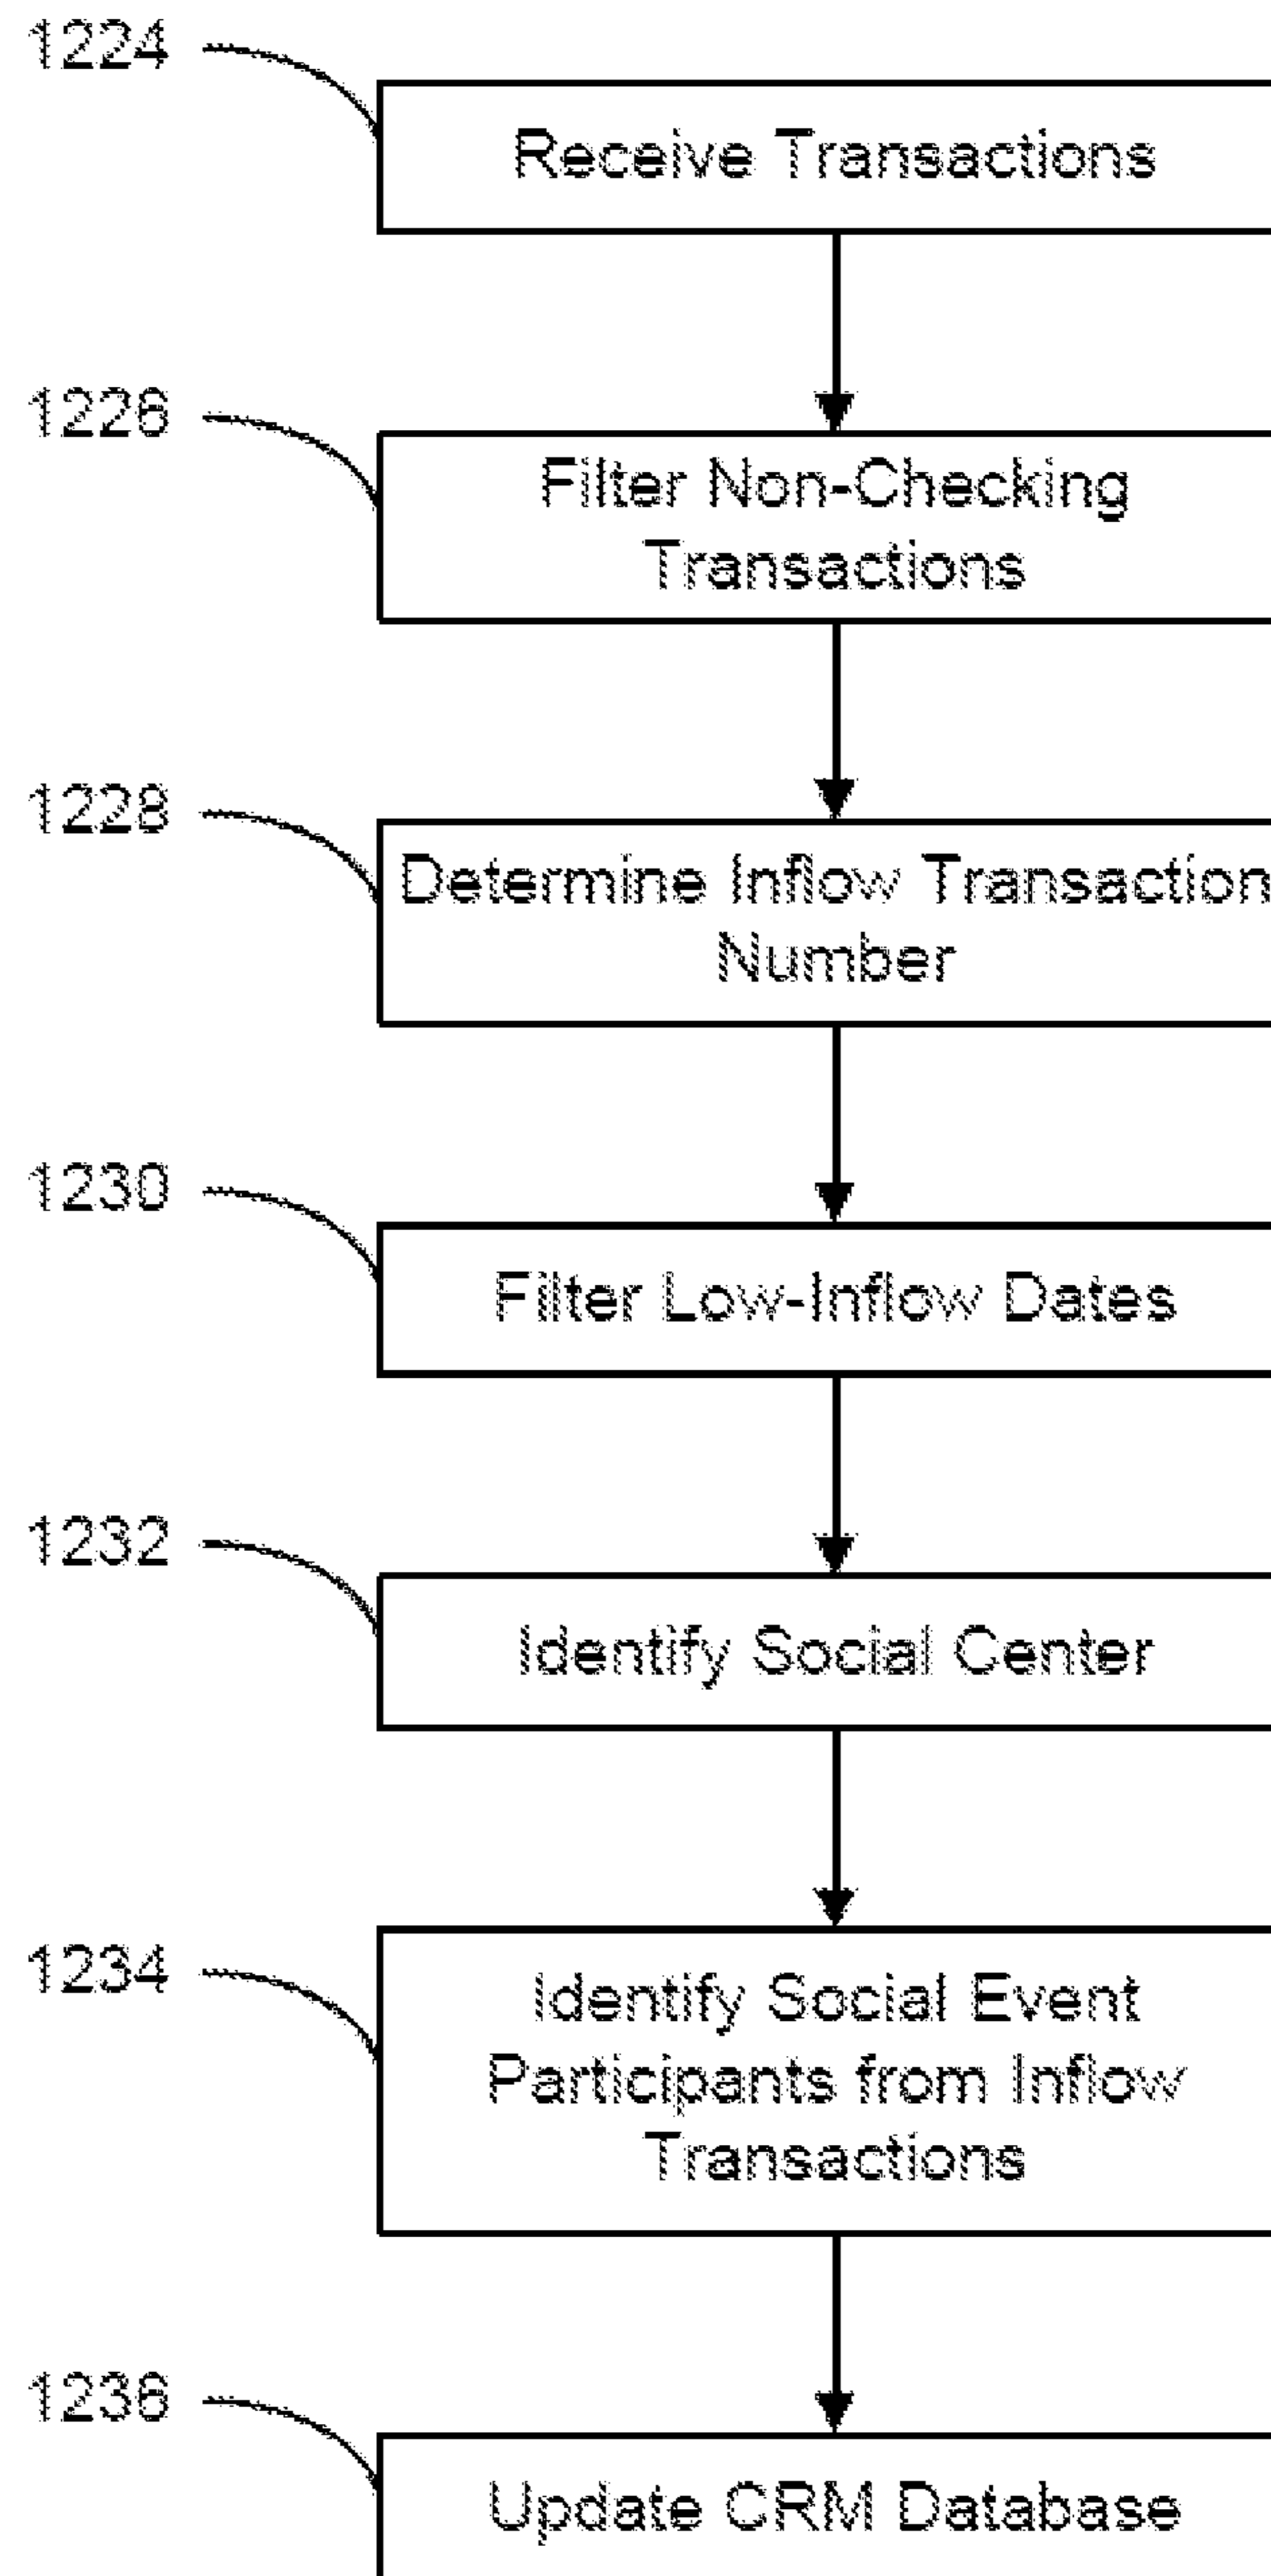 1224
Receive Transactions
1226
Filter Non-Checking
Transactions
1228
Determine Inflow Transaction
Number
1230
Filter Low-Inflow Dates
1232
Identify Social Center
1234
Identify Social Event
Participants from Inflow
Transactions
1236
Update CRM Database